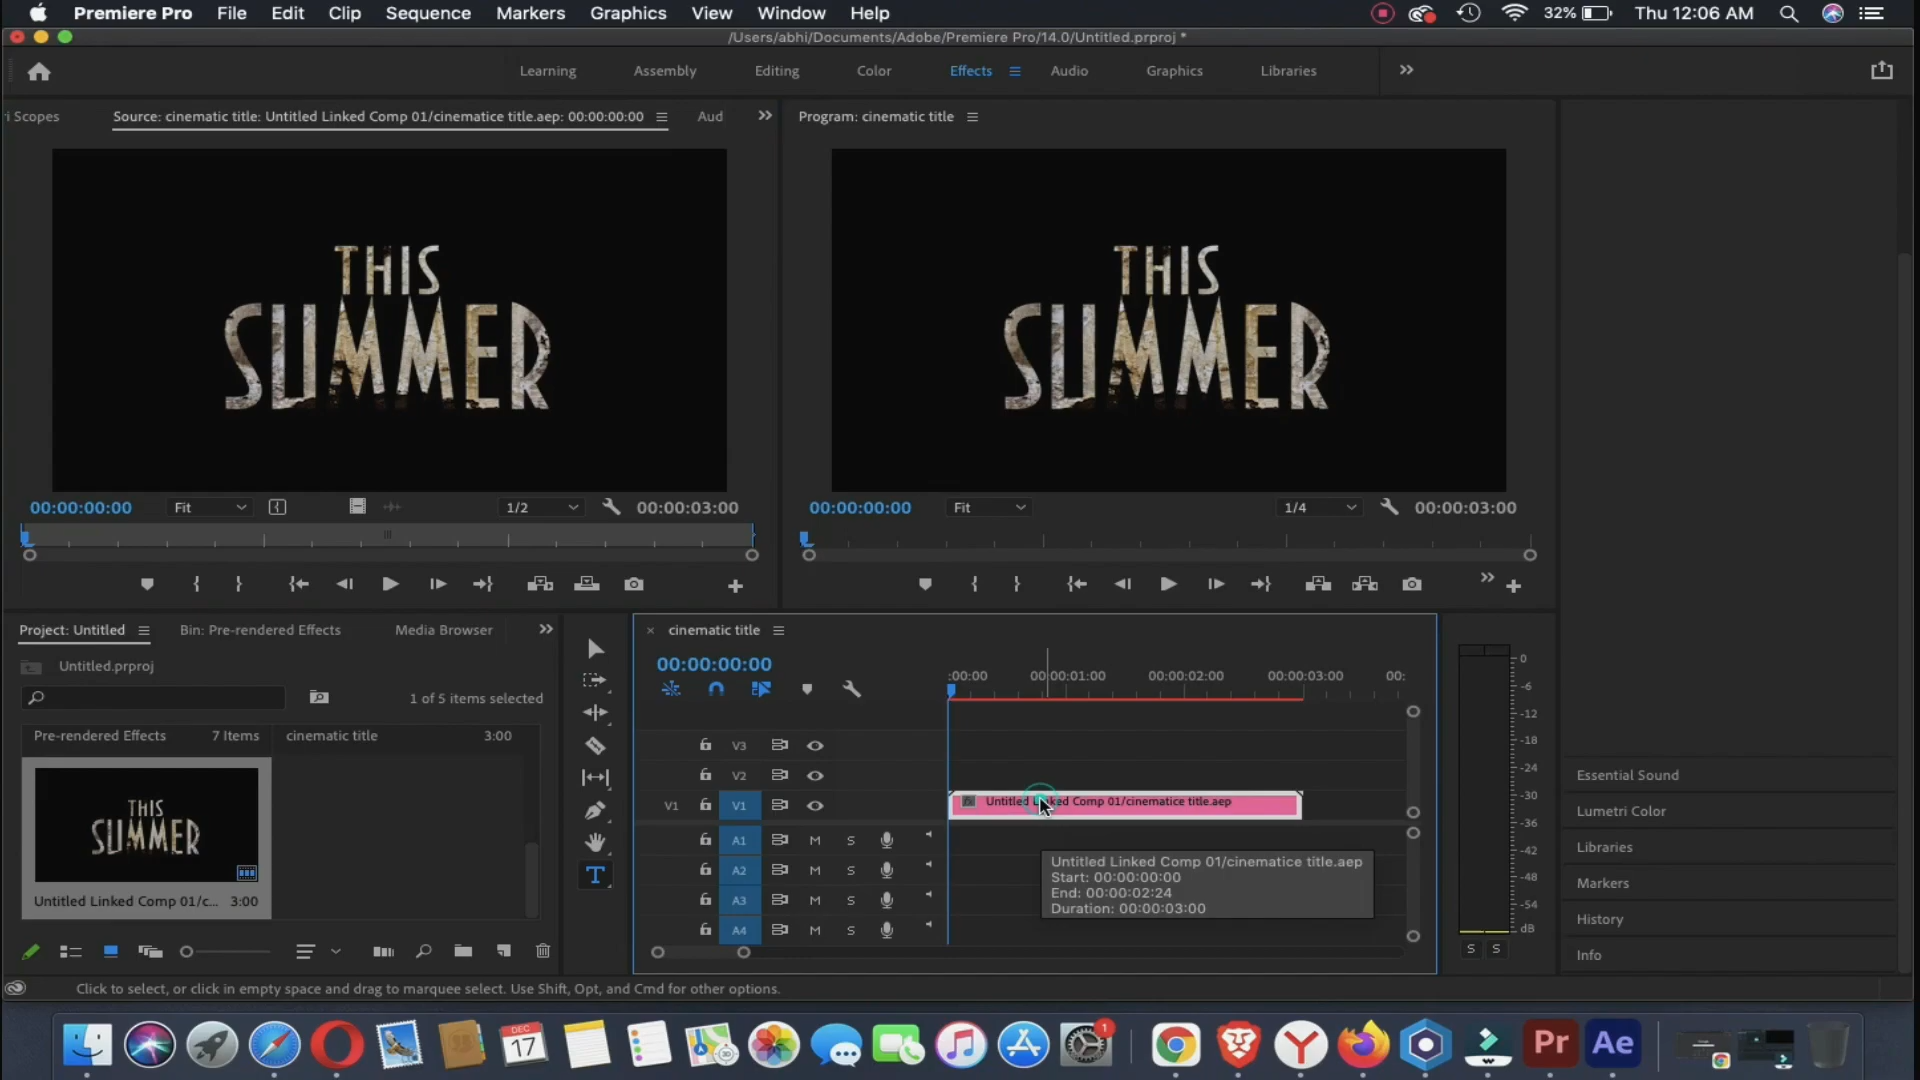 Premiere Pro File Edit Clip Sequence Markers Graphics View Window Help 32% Thu 12:06 AM
/Users/abhi/Documents/Adobe/Premiere Pro/14.0/Untitled.prproj *
Learning Assembly Editing Color Effects Audio Graphics Libraries
ri Scopes Source: cinematic title: Untitled Linked Comp 01/cinematice title.aep: 00:00:00:00 Aud Program: cinematic title
THIS
SUMMER
THIS
SUMMER
00:00:00:00 Fit 1/2 00:00:03:00 00:00:00:00 Fit 1/4 00:00:03:00
Project: Untitled Bin: Pre-rendered Effects Media Browser
Untitled.prproj
1 of 5 items selected
Pre-rendered Effects 7 Items cinematic title 3:00
THIS
SUMMER
Untitled Linked Comp 01/c... 3:00
cinematic title
00:00:00:00
:00:00 00:00:01:00 00:00:02:00 00:00:03:00 00:
V3
V2
V1 V1 Untitled Linked Comp 01/cinematice title.aep
A1 M S
A2 M S
A3 M S
A4 M S
Untitled Linked Comp 01/cinematice title.aep
Start: 00:00:00:00
End: 00:00:02:24
Duration: 00:00:03:00
0
-6
-12
-18
-24
-30
-36
-42
-48
-54
dB
S S
Essential Sound
Lumetri Color
Libraries
Markers
History
Info
Click to select, or click in empty space and drag to marquee select. Use Shift, Opt, and Cmd for other options.
DEC
17
1
Pr Ae